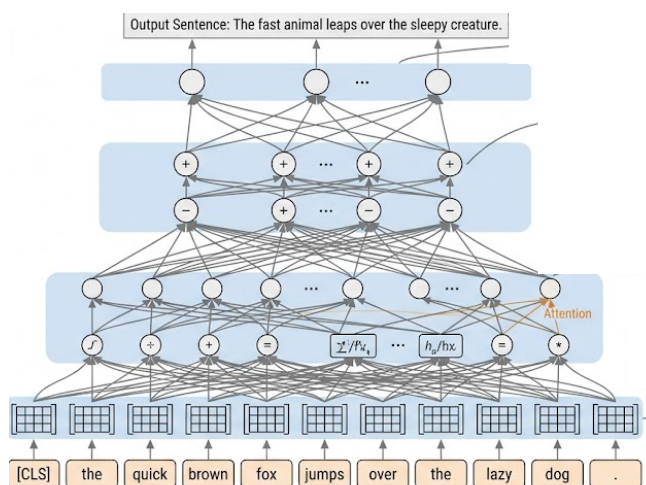 Output Sentence: The fast animal leaps over the sleepy creature.
...
+ + ... + +
− + ... − −
... ...
Attention
∫ ÷ + = ... = *
[CLS] the quick brown fox jumps over the lazy dog .